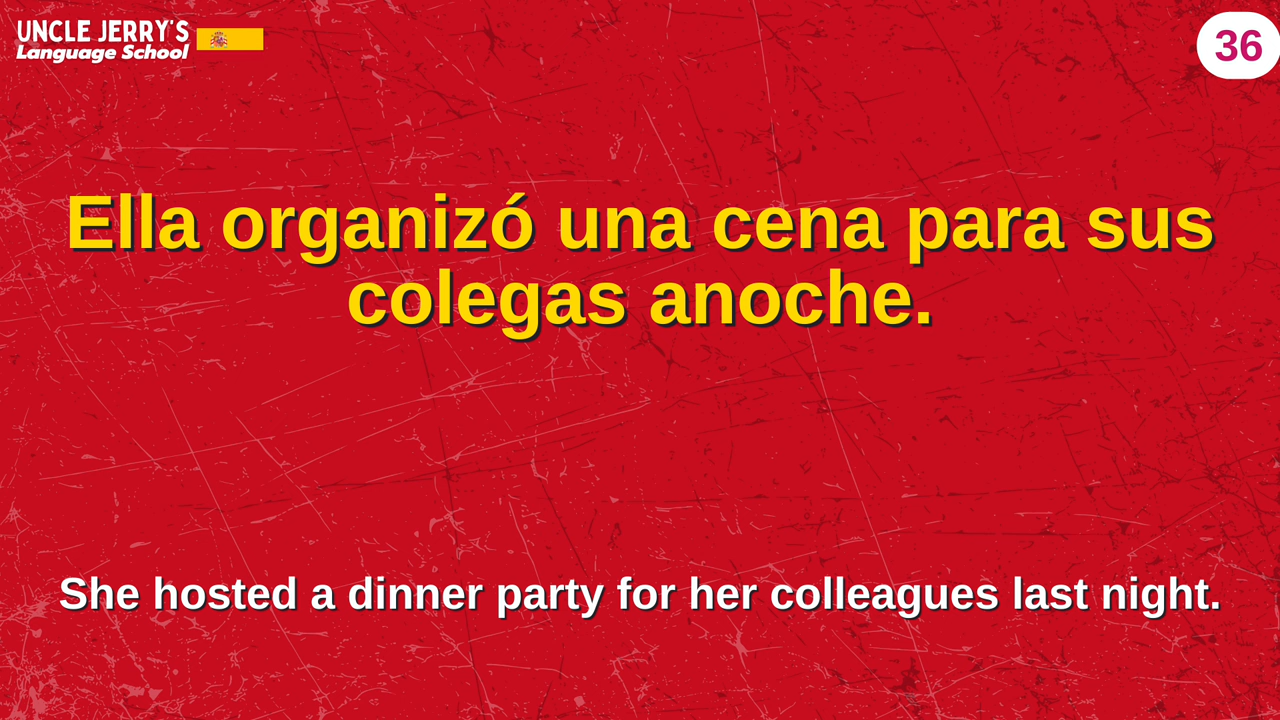 UNCLE JERRY'S
Language School
36
Ella organizó una cena para sus
colegas anoche.
She hosted a dinner party for her colleagues last night.